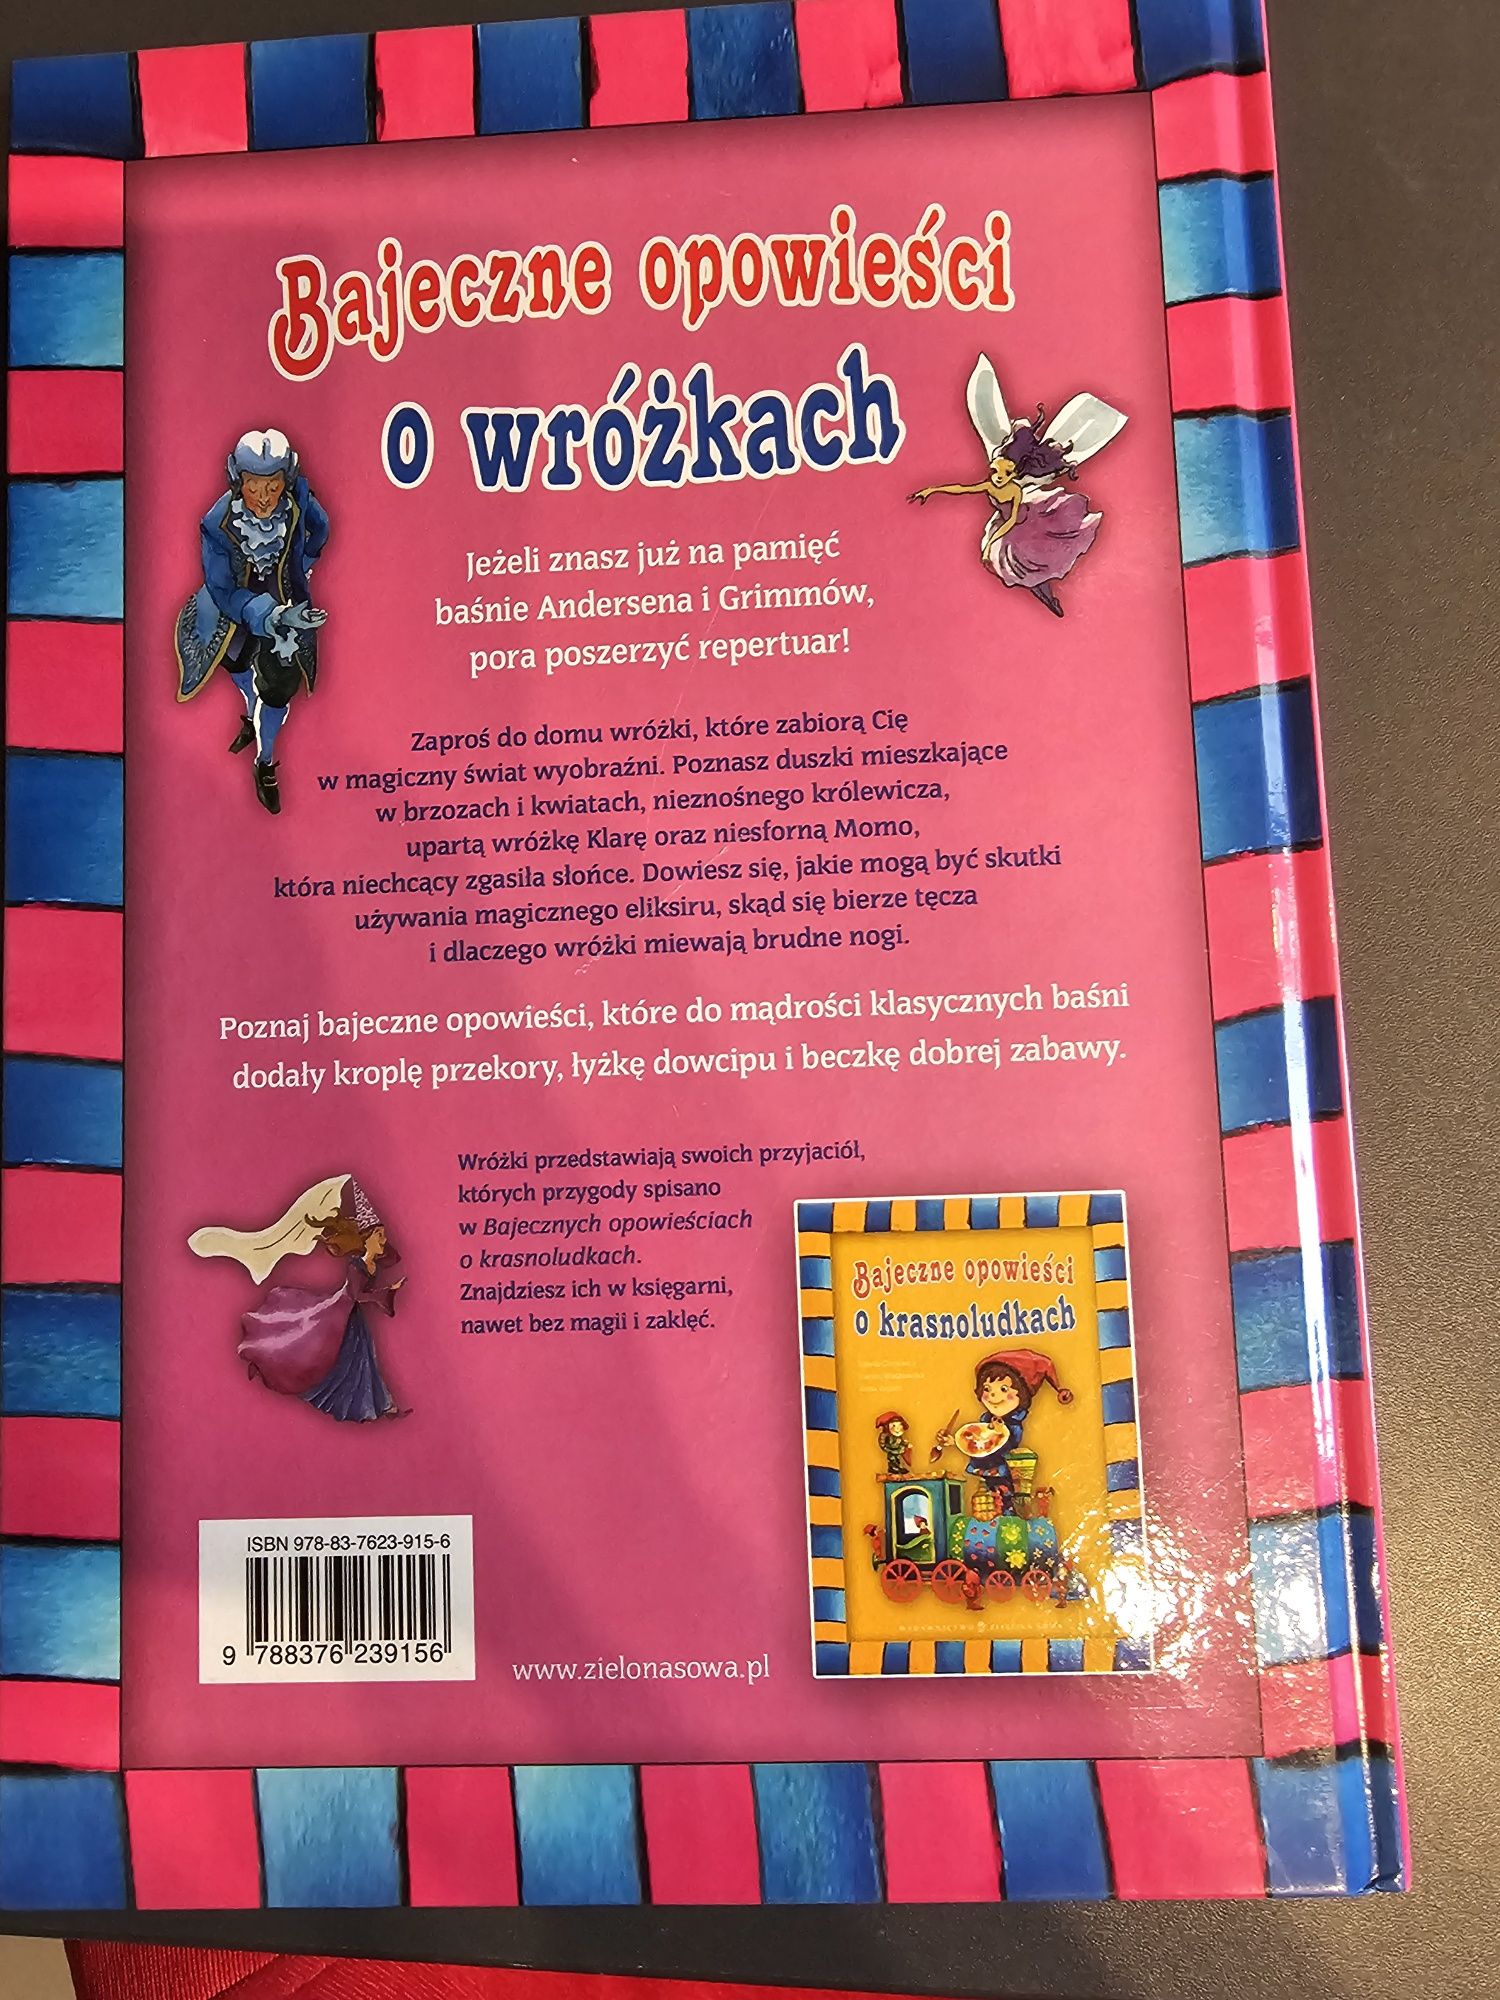 Bajeczne opowieści
o wróżkach
Jeżeli znasz już na pamięć
baśnie Andersena i Grimmów,
pora poszerzyć repertuar!
Zaproś do domu wróżki, które zabiorą Cię
w magiczny świat wyobraźni. Poznasz duszki mieszkające
w brzozach i kwiatach, nieznośnego królewicza,
upartą wróżkę Klarę oraz niesforną Momo,
która niechcący zgasiła słońce. Dowiesz się, jakie mogą być skutki
używania magicznego eliksiru, skąd się bierze tęcza
i dlaczego wróżki miewają brudne nogi.
Poznaj bajeczne opowieści, które do mądrości klasycznych baśni
dodały kroplę przekory, łyżkę dowcipu i beczkę dobrej zabawy.
Wróżki przedstawiają swoich przyjaciół,
których przygody spisano
w Bajecznych opowieściach
o krasnoludkach.
Znajdziesz ich w księgarni,
nawet bez magii i zaklęć.
Bajeczne opowieści
o krasnoludkach
ISBN 978-83-7623-915-6
9 788376 239156
www.zielonasowa.pl